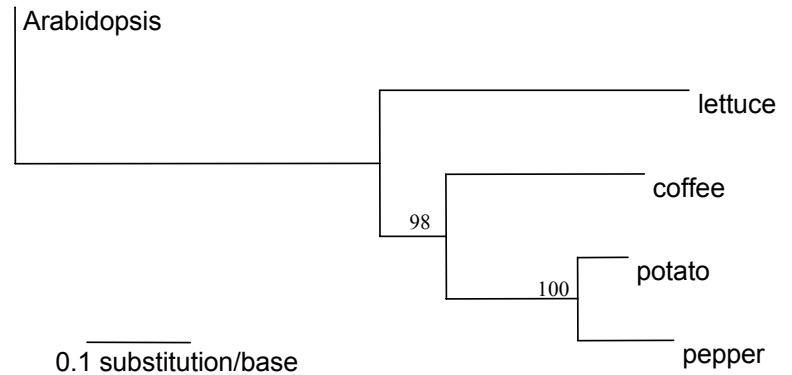 Arabidopsis
lettuce
coffee
98
potato
100
pepper
0.1 substitution/base